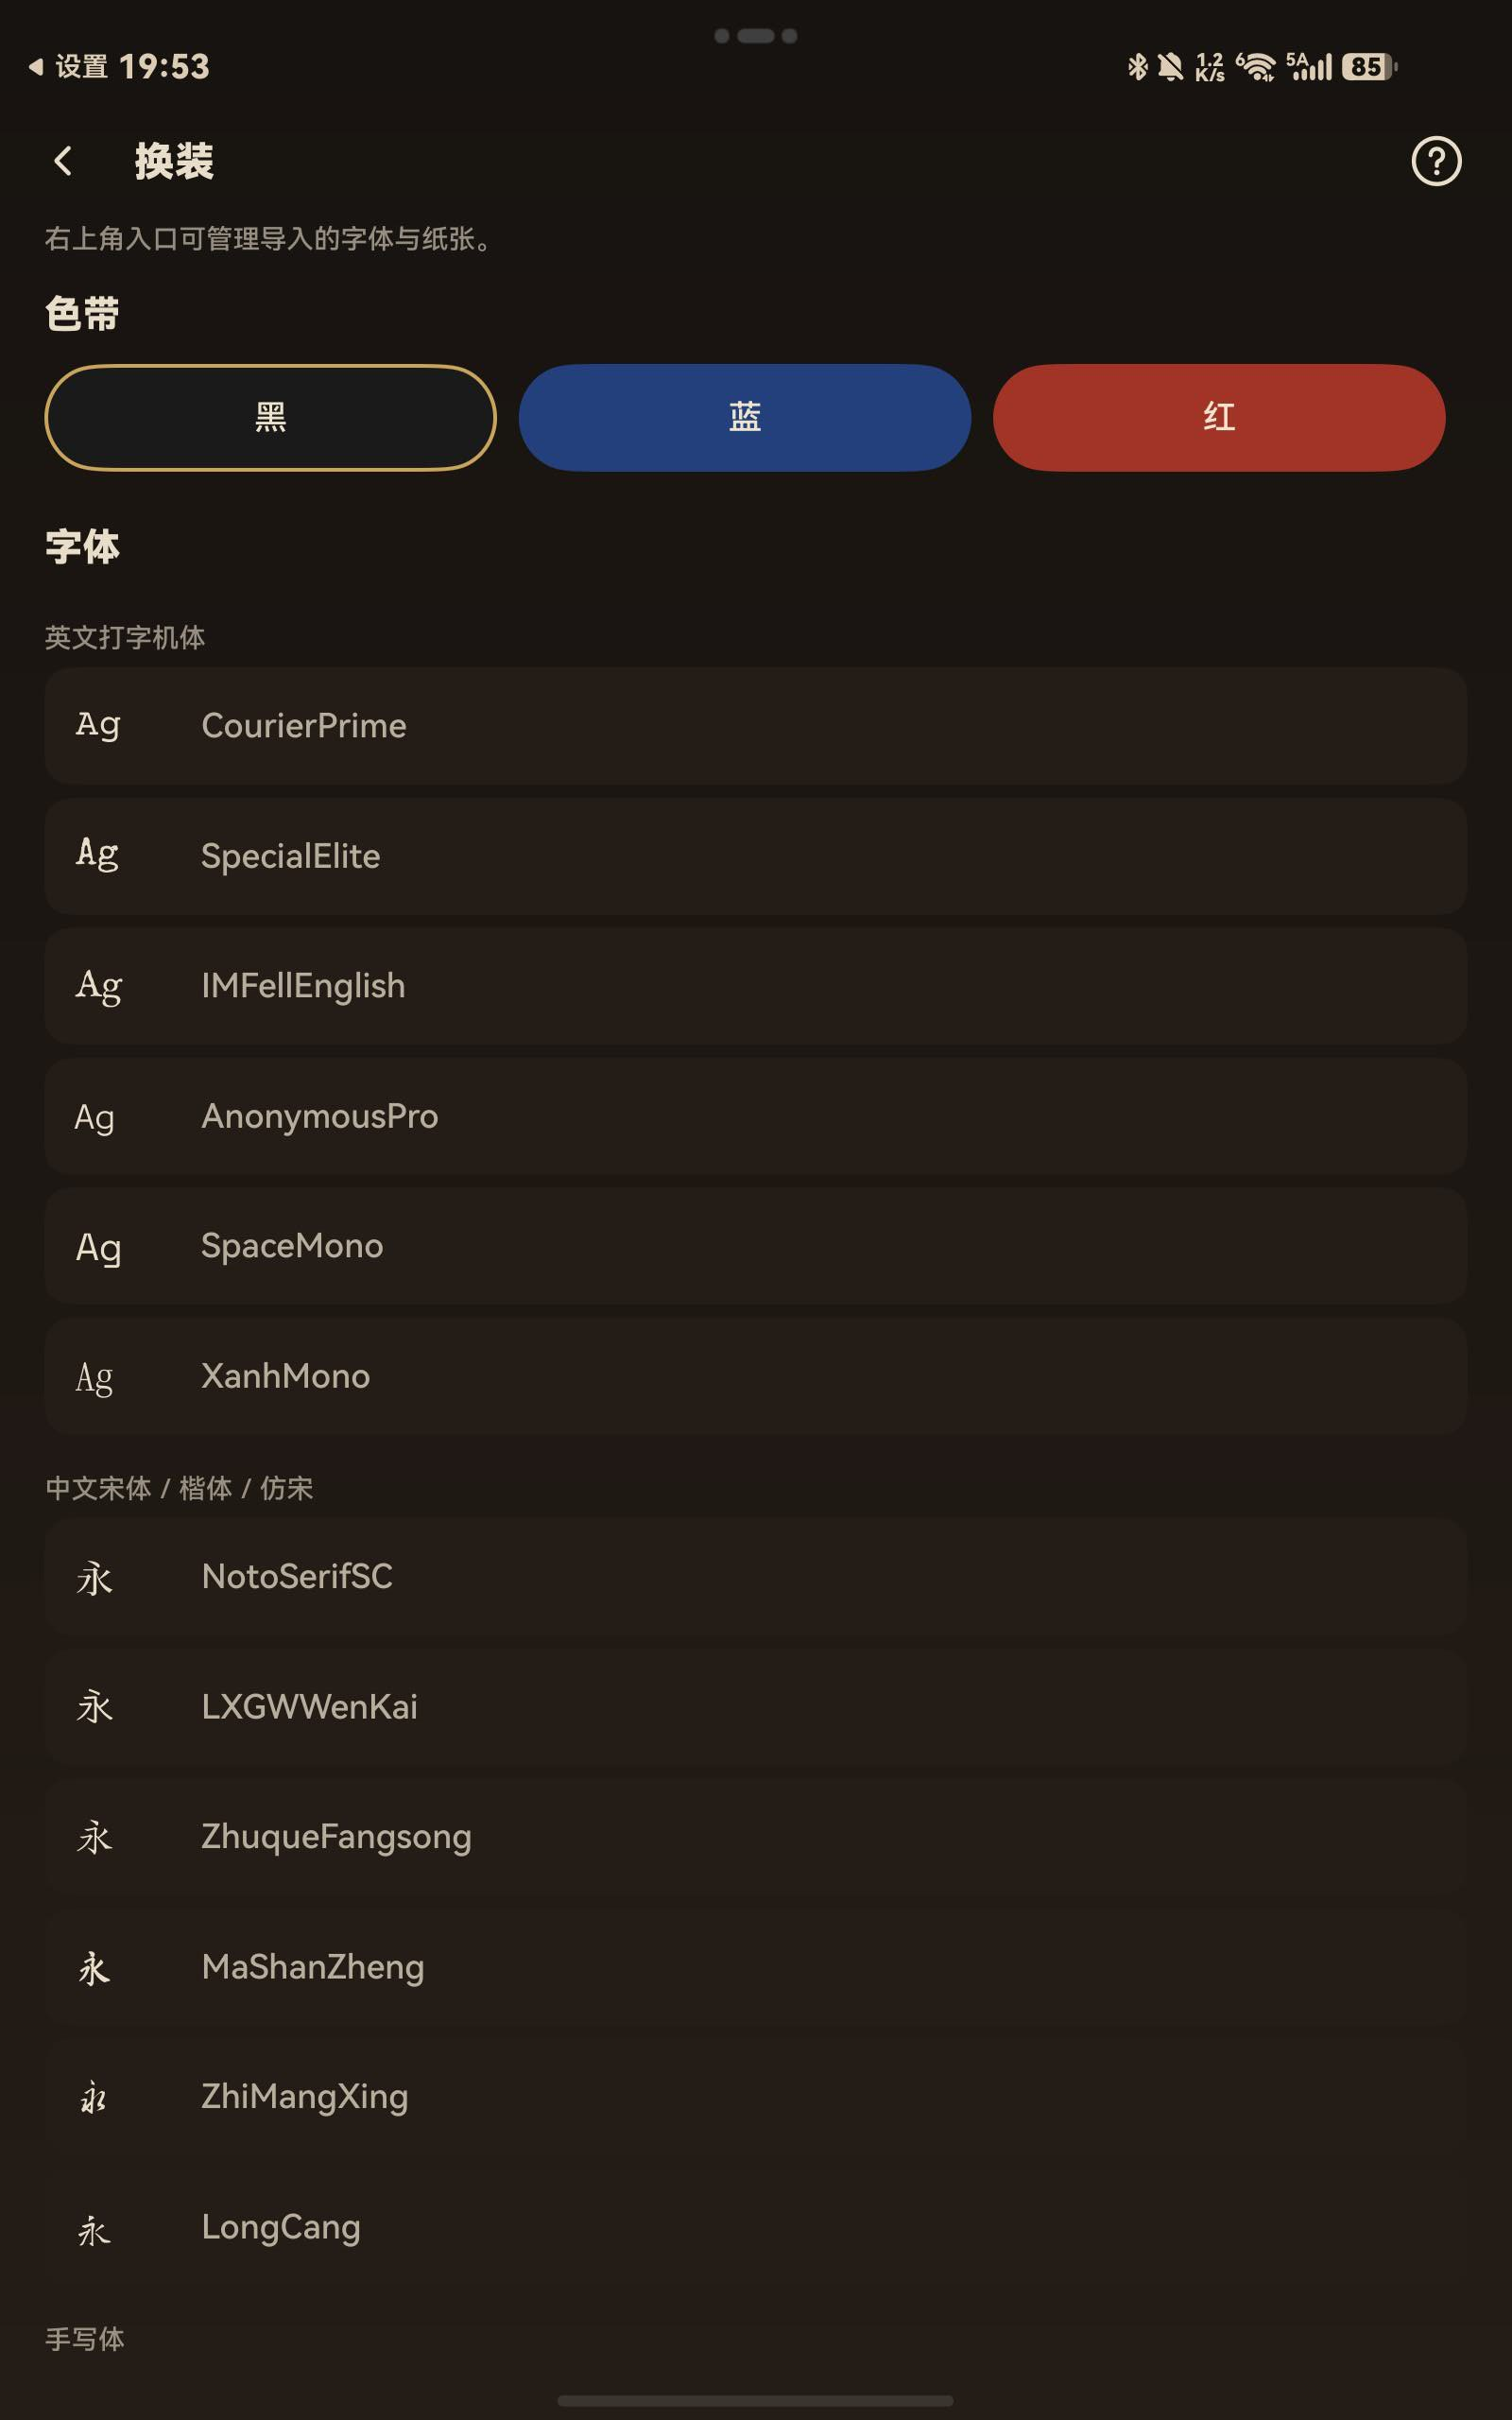 设置 19:53 1.2 K/s 6 5A 85
换装
右上角入口可管理导入的字体与纸张。
色带
黑 蓝 红
字体
英文打字机体
Ag CourierPrime
Ag SpecialElite
Ag IMFellEnglish
Ag AnonymousPro
Ag SpaceMono
Ag XanhMono
中文宋体 / 楷体 / 仿宋
永 NotoSerifSC
永 LXGWWenKai
永 ZhuqueFangsong
永 MaShanZheng
永 ZhiMangXing
永 LongCang
手写体